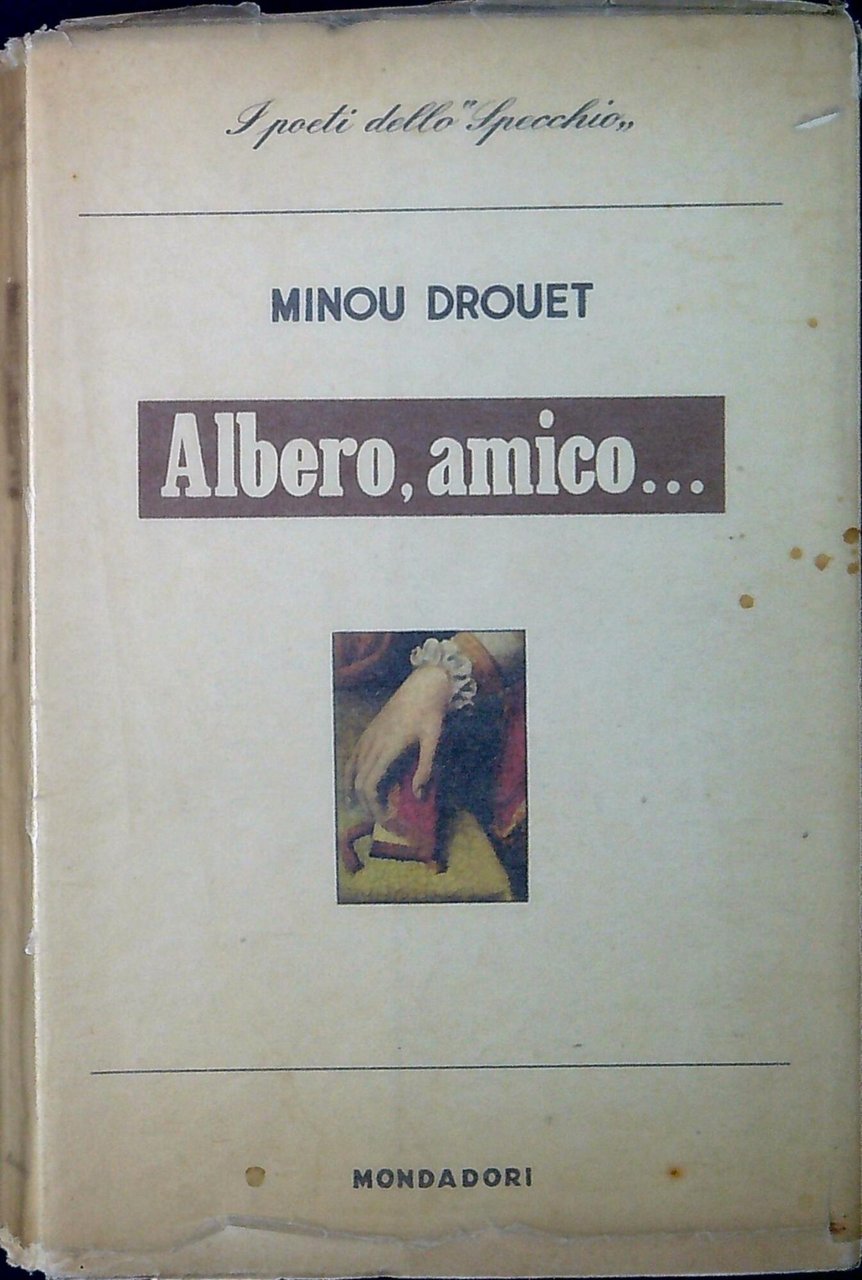 I poeti dello "Specchio„
MINOU DROUET
Albero, amico...
MONDADORI